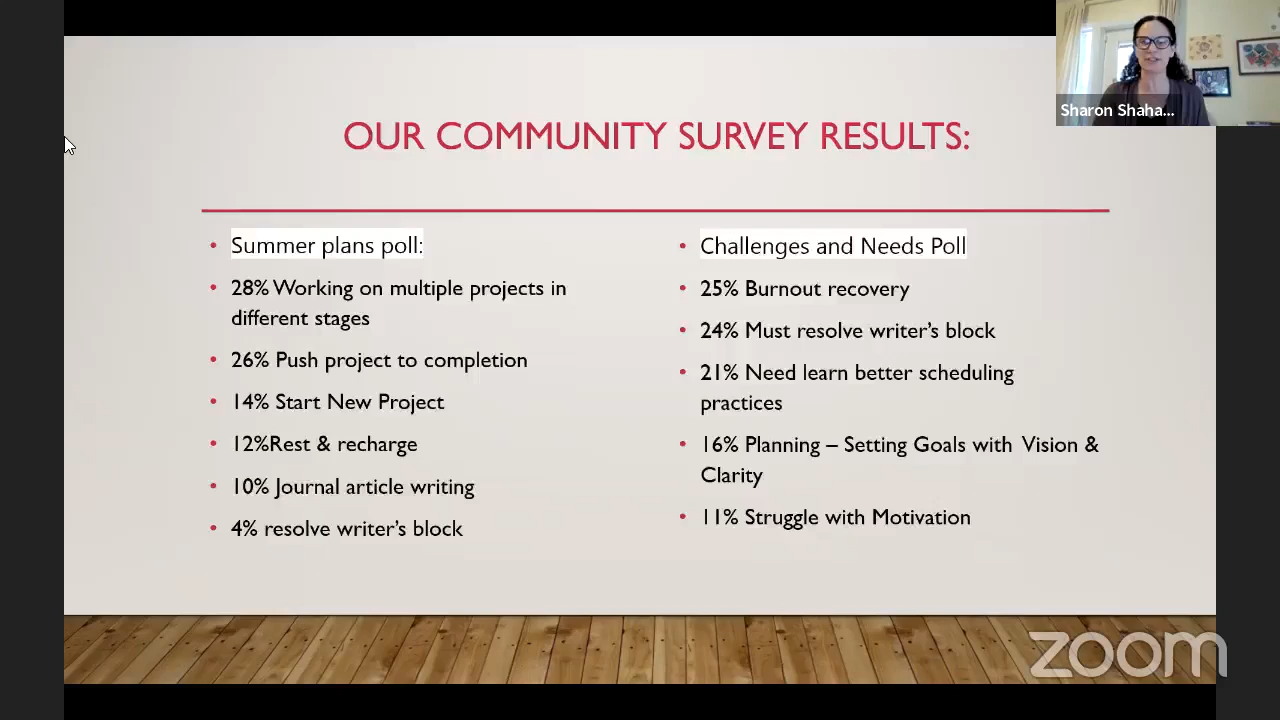 Sharon Shaha...
OUR COMMUNITY SURVEY RESULTS:
• Summer plans poll:
• 28% Working on multiple projects in
different stages
• 26% Push project to completion
• 14% Start New Project
• 12%Rest & recharge
• 10% Journal article writing
• 4% resolve writer's block
• Challenges and Needs Poll
• 25% Burnout recovery
• 24% Must resolve writer's block
• 21% Need learn better scheduling
practices
• 16% Planning – Setting Goals with Vision &
Clarity
• 11% Struggle with Motivation
zoom